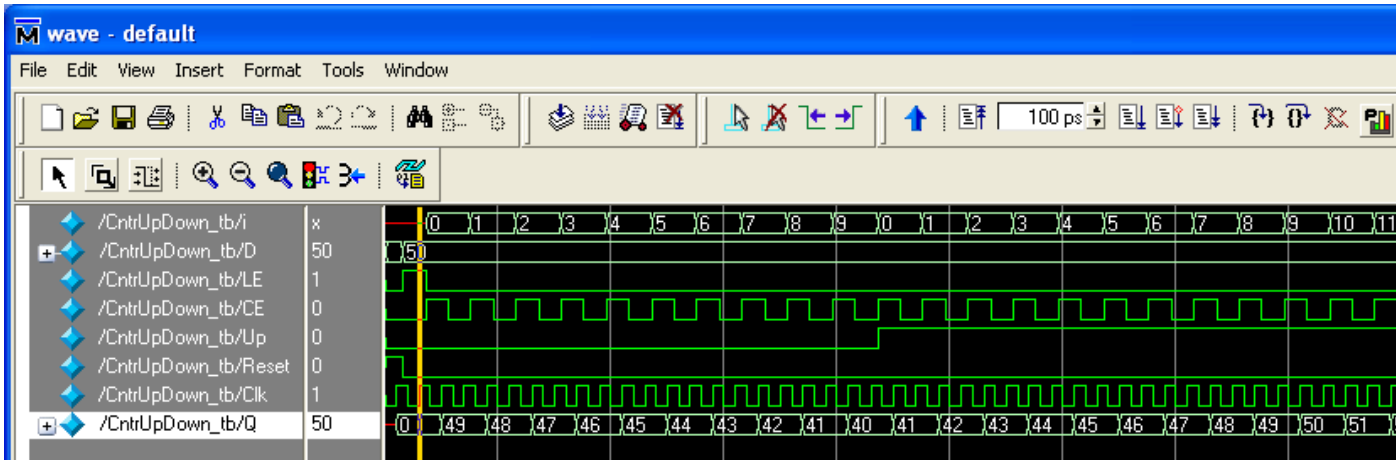 M wave - default
File Edit View Insert Format Tools Window
100 ps
/CntrUpDown_tb/i x 0 1 2 3 4 5 6 7 8 9 0 1 2 3 4 5 6 7 8 9 10 11
/CntrUpDown_tb/D 50 50
/CntrUpDown_tb/LE 1
/CntrUpDown_tb/CE 0
/CntrUpDown_tb/Up 0
/CntrUpDown_tb/Reset 0
/CntrUpDown_tb/Clk 1
/CntrUpDown_tb/Q 50 0 49 48 47 46 45 44 43 42 41 40 41 42 43 44 45 46 47 48 49 50 51